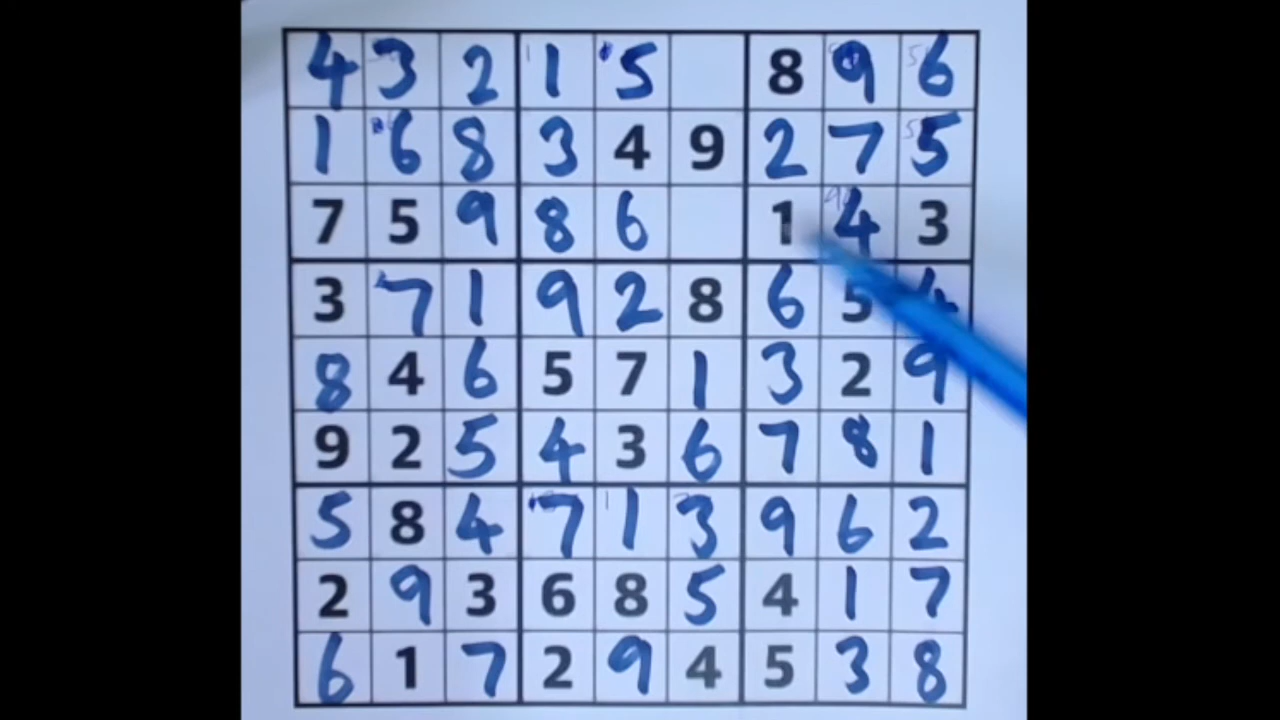 4 3 2 1 5 8 9 6
1 6 8 3 4 9 2 7 5
7 5 9 8 6 1 4 3
3 7 1 9 2 8 6 5 4
8 4 6 5 7 1 3 2 9
9 2 5 4 3 6 7 8 1
5 8 4 7 1 3 9 6 2
2 9 3 6 8 5 4 1 7
6 1 7 2 9 4 5 3 8